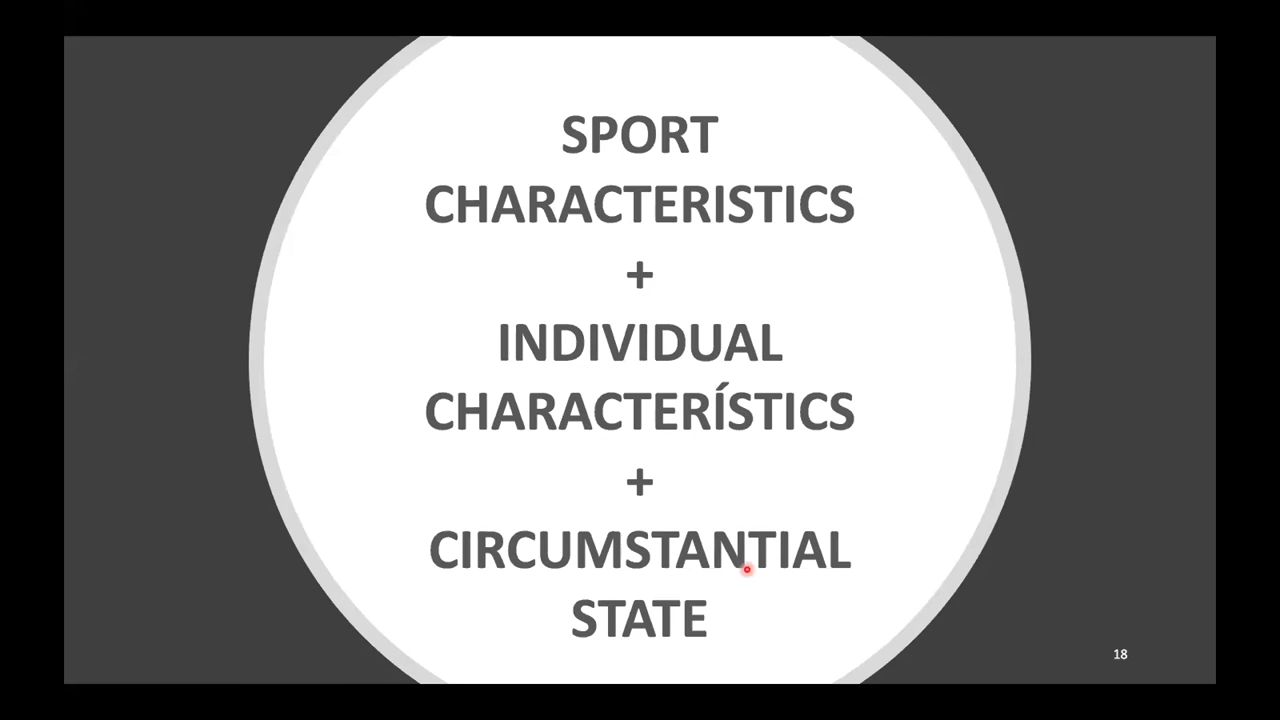 SPORT
CHARACTERISTICS
+
INDIVIDUAL
CHARACTERÍSTICS
+
CIRCUMSTANTIAL
STATE
18